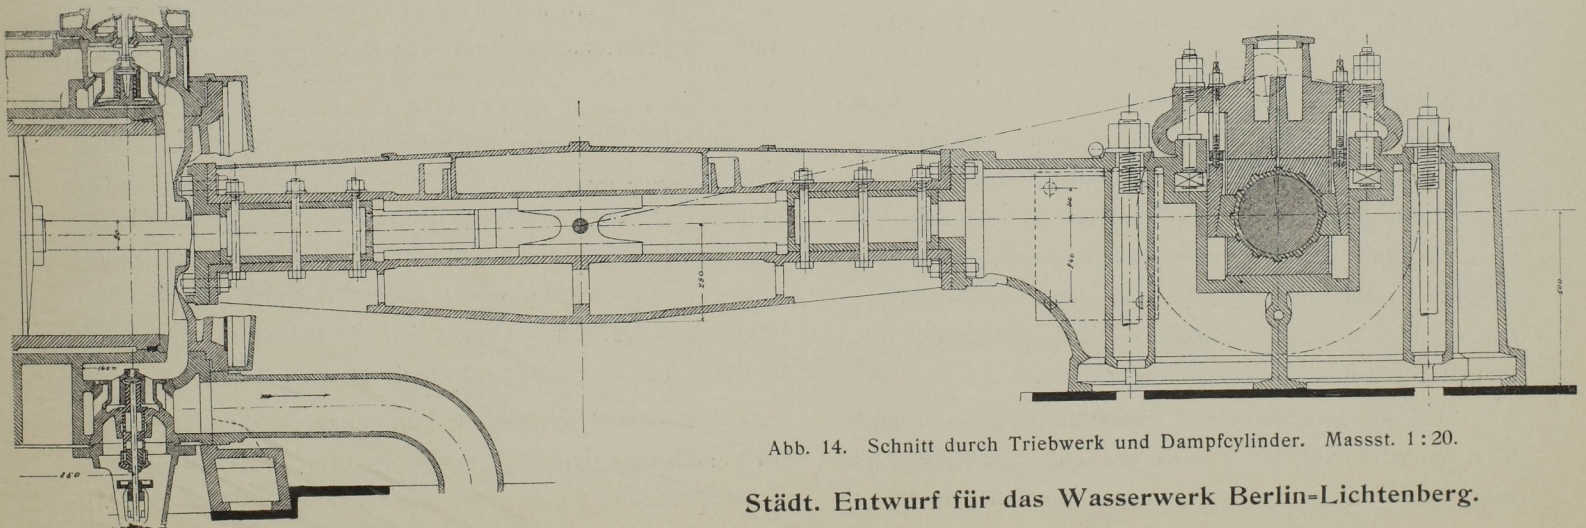 Abb. 14. Schnitt durch Triebwerk und Dampfcylinder. Massst. 1:20.
Städt. Entwurf für das Wasserwerk Berlin-Lichtenberg.